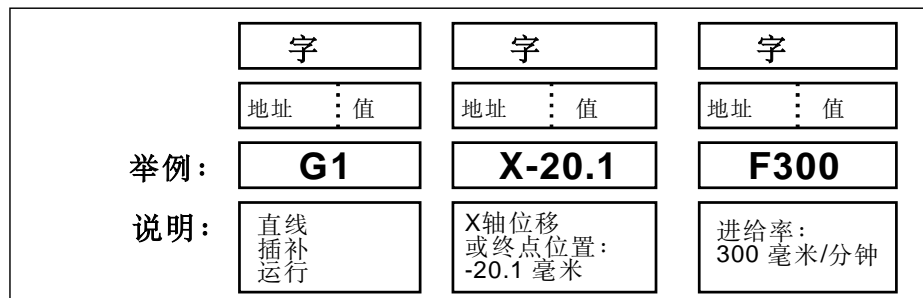 字 字 字
地址 值 地址 值 地址 值
举例： G1 X-20.1 F300
说明： 直线
插补
运行
X轴位移
或终点位置：
-20.1 毫米
进给率：
300 毫米/分钟